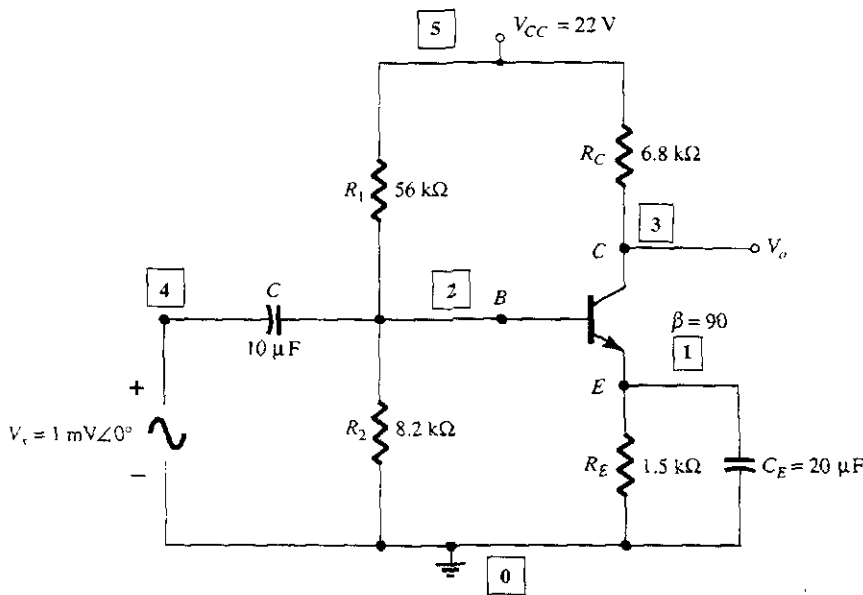 5
V_CC = 22 V
R_C 6.8 kΩ
R_1 56 kΩ
3
C
V_o
4
C
2
B
10 µF
β = 90
1
E
+
V_s = 1 mV∠0°
−
R_2 8.2 kΩ
R_E 1.5 kΩ
C_E = 20 µF
0